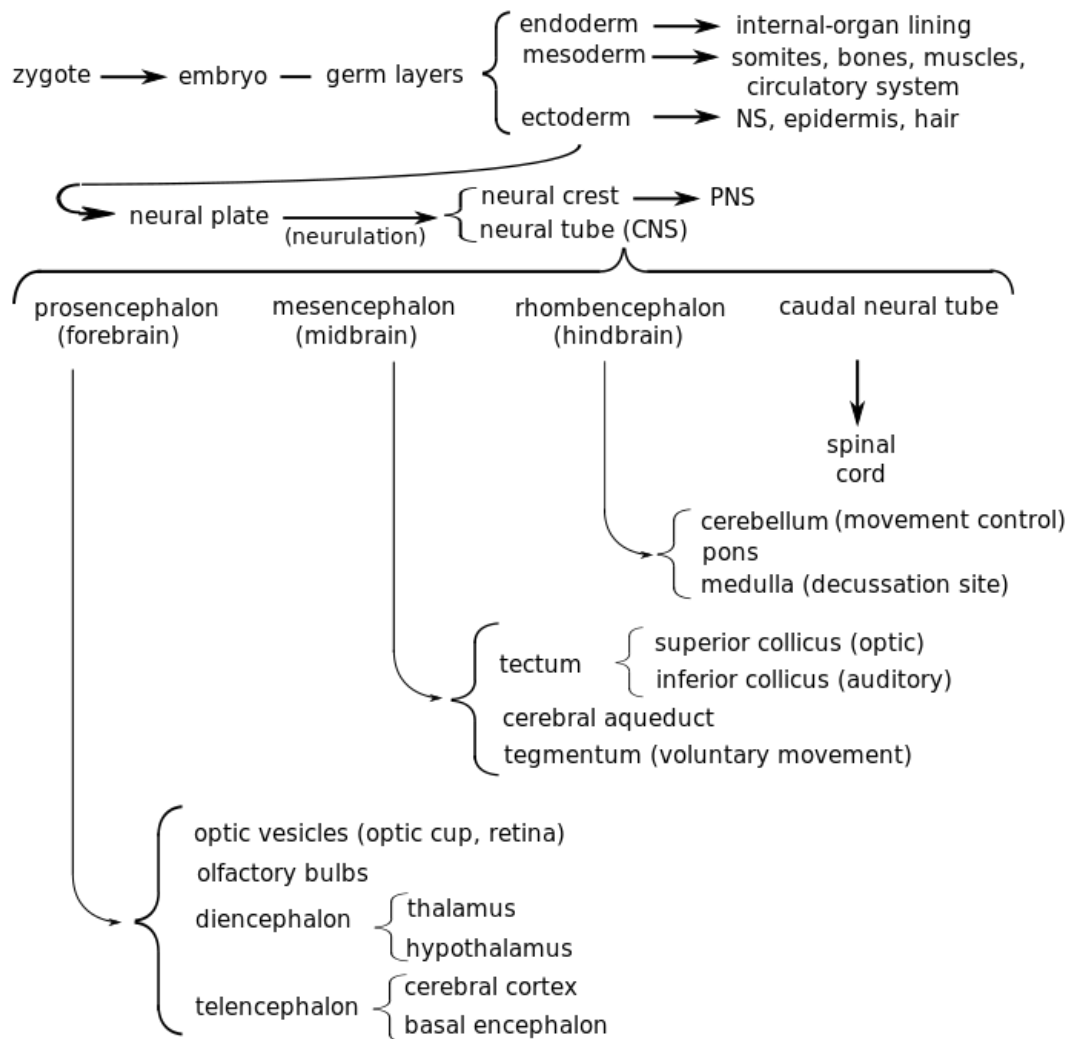 endoderm internal-organ lining
zygote embryo germ layers mesoderm somites, bones, muscles,
circulatory system
ectoderm NS, epidermis, hair
neural plate (neurulation) neural crest PNS
neural tube (CNS)
prosencephalon mesencephalon rhombencephalon caudal neural tube
(forebrain) (midbrain) (hindbrain)
spinal
cord
cerebellum (movement control)
pons
medulla (decussation site)
tectum superior collicus (optic)
inferior collicus (auditory)
cerebral aqueduct
tegmentum (voluntary movement)
optic vesicles (optic cup, retina)
olfactory bulbs
diencephalon thalamus
hypothalamus
telencephalon cerebral cortex
basal encephalon